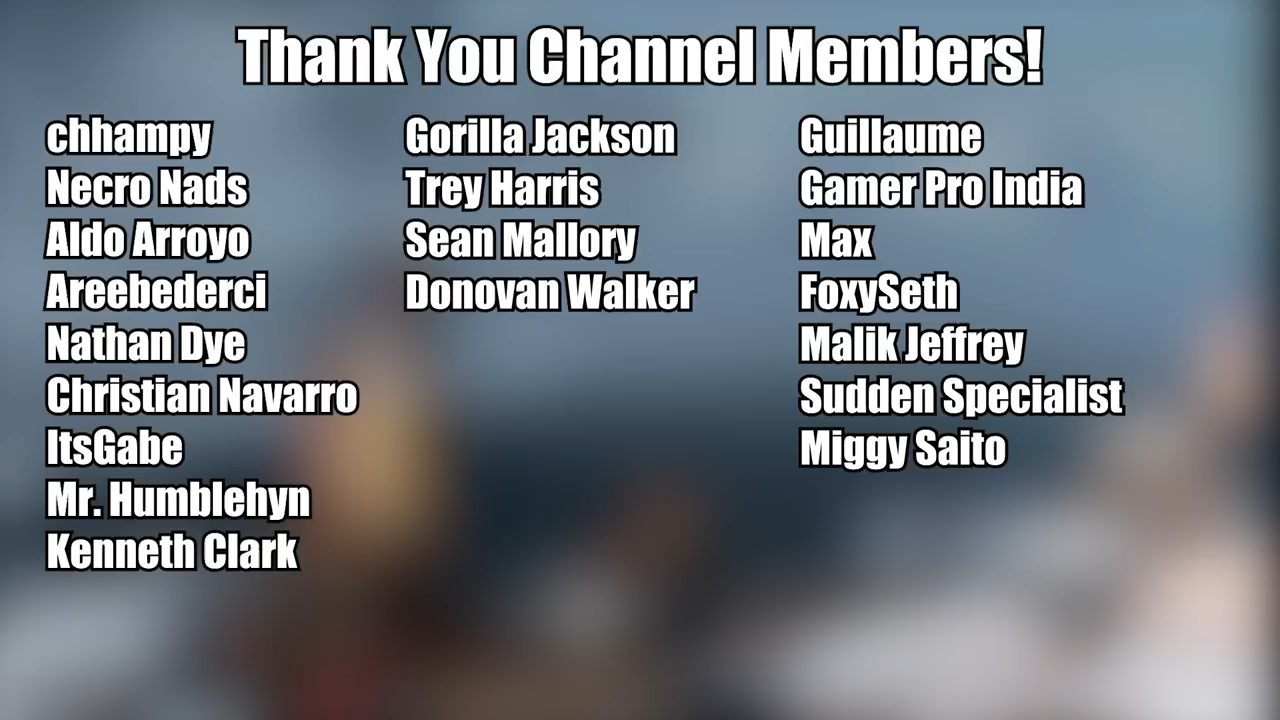 Thank You Channel Members!
chhampy
Necro Nads
Aldo Arroyo
Areebederci
Nathan Dye
Christian Navarro
ItsGabe
Mr. Humblehyn
Kenneth Clark
Gorilla Jackson
Trey Harris
Sean Mallory
Donovan Walker
Guillaume
Gamer Pro India
Max
FoxySeth
Malik Jeffrey
Sudden Specialist
Miggy Saito